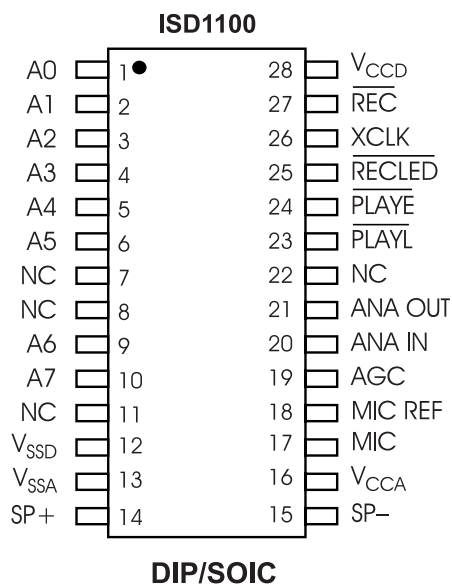 ISD1100
A0 1 28 VCCD
A1 2 27 REC
A2 3 26 XCLK
A3 4 25 RECLED
A4 5 24 PLAYE
A5 6 23 PLAYL
NC 7 22 NC
NC 8 21 ANA OUT
A6 9 20 ANA IN
A7 10 19 AGC
NC 11 18 MIC REF
VSSD 12 17 MIC
VSSA 13 16 VCCA
SP+ 14 15 SP–
DIP/SOIC